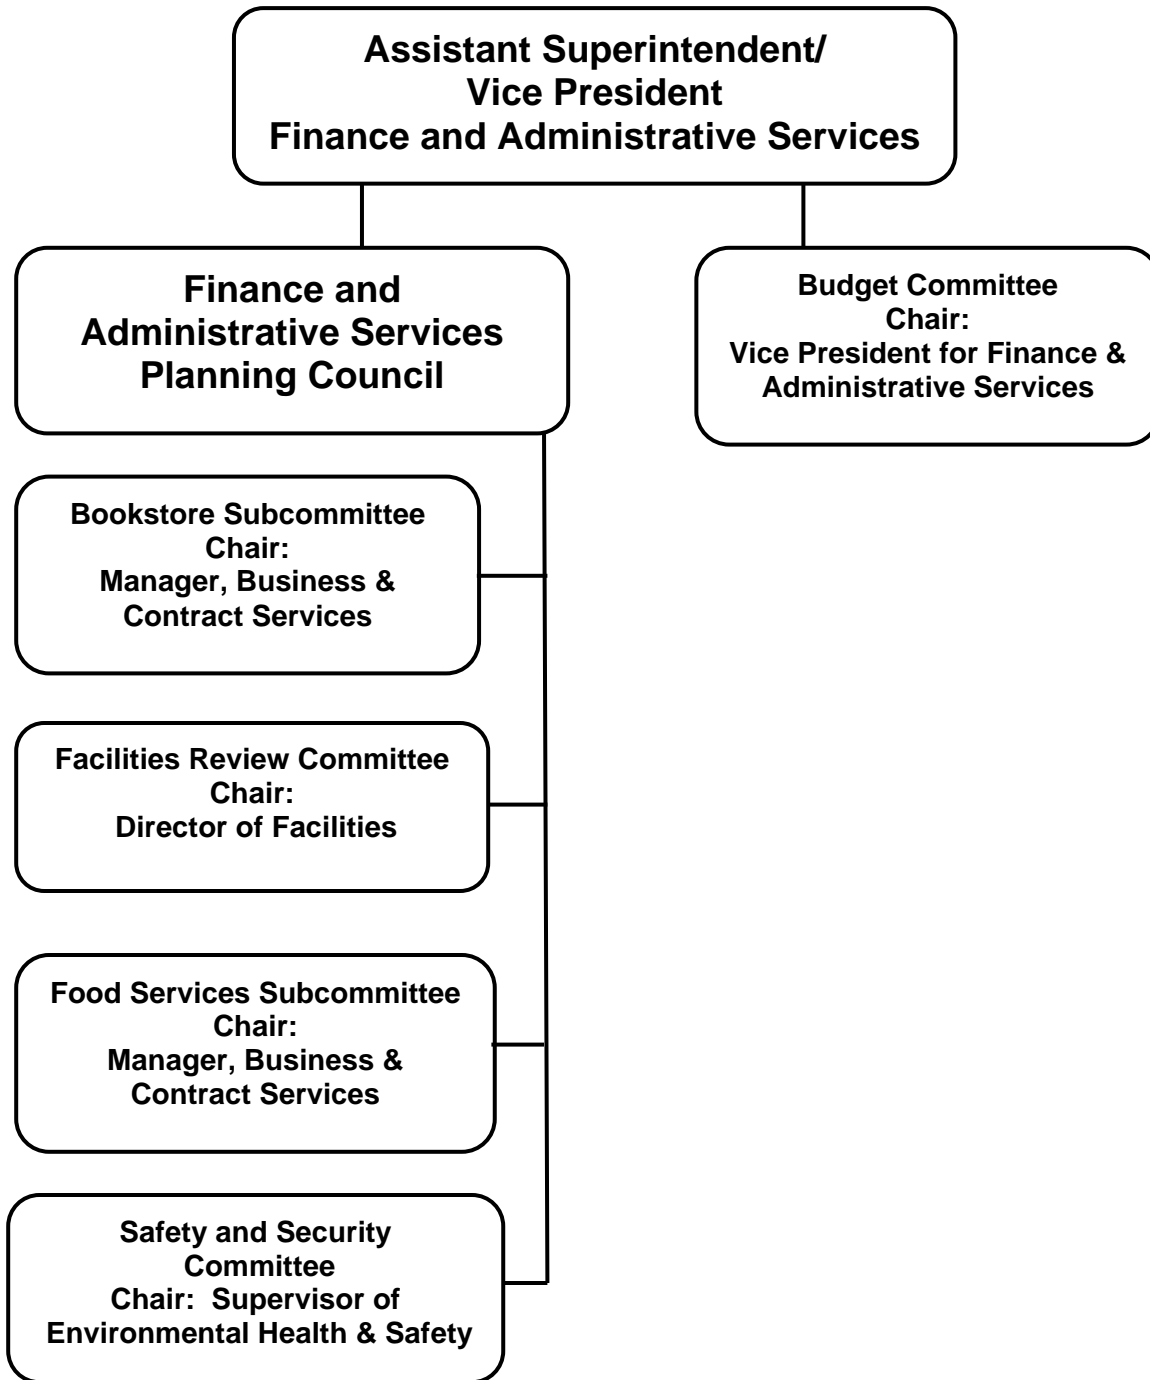 Assistant Superintendent/
Vice President
Finance and Administrative Services
Finance and
Administrative Services
Planning Council
Budget Committee
Chair:
Vice President for Finance &
Administrative Services
Bookstore Subcommittee
Chair:
Manager, Business &
Contract Services
Facilities Review Committee
Chair:
Director of Facilities
Food Services Subcommittee
Chair:
Manager, Business &
Contract Services
Safety and Security
Committee
Chair:  Supervisor of
Environmental Health & Safety